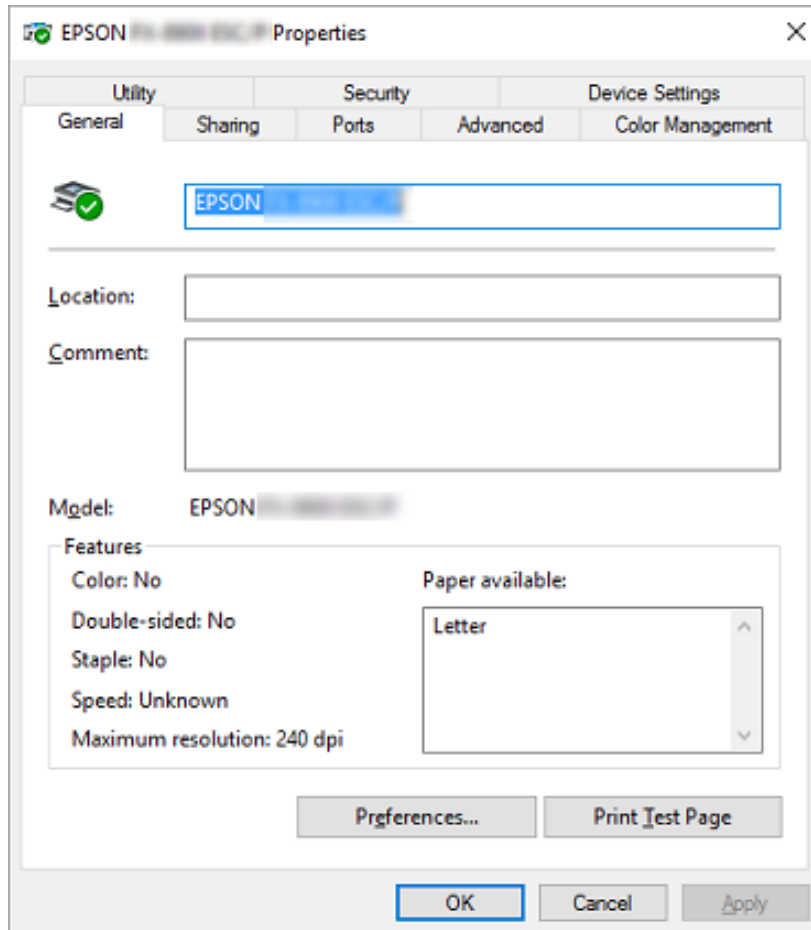 EPSON Properties
Utility Security Device Settings
General Sharing Ports Advanced Color Management
EPSON
Location:
Comment:
Model: EPSON
Features
Color: No
Paper available:
Double-sided: No
Letter
Staple: No
Speed: Unknown
Maximum resolution: 240 dpi
Preferences... Print Test Page
OK Cancel Apply